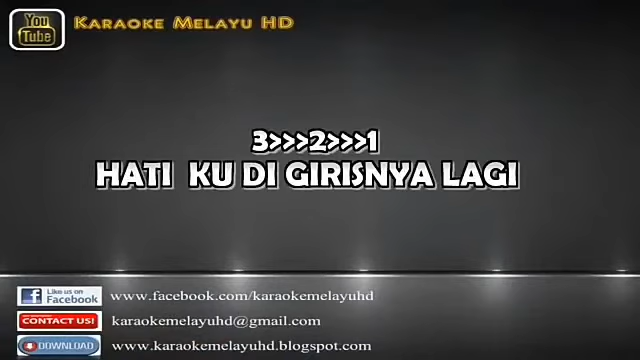 You Tube
KARAOKE MELAYU HD
3>>>2>>>1
HATI KU DI GIRISNYA LAGI
Like us on Facebook
www.facebook.com/karaokemelayuhd
CONTACT US!
karaokemelayuhd@gmail.com
DOWNLOAD
www.karaokemelayuhd.blogspot.com